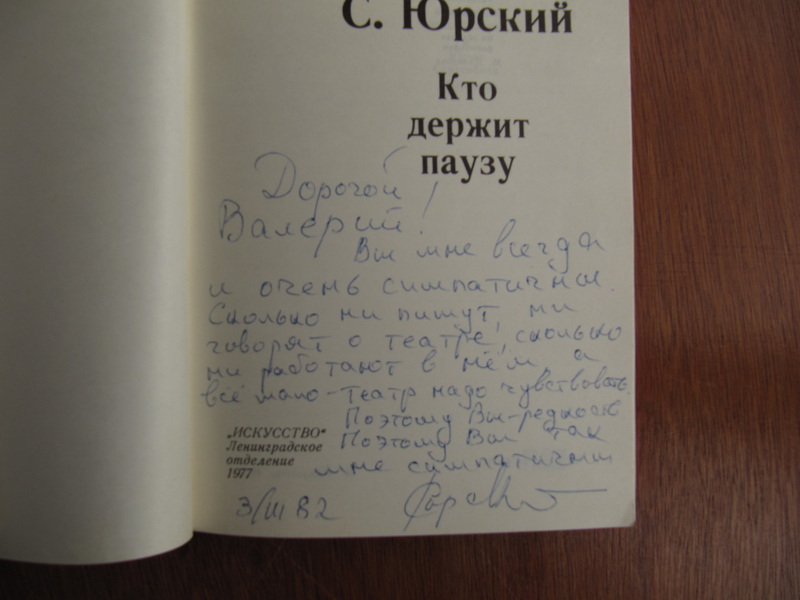 С. Юрский
Кто
держит
паузу
Дорогой
Валерий!
Вы мне всегда
и очень симпатичны.
Сколько ни пишут, ни
говорят о театре, сколько
ни работают в нём, а
всё мало - театр надо чувствовать.
Поэтому Вы - редкость
Поэтому Вы так
мне симпатичны
„ИСКУССТВО“
Ленинградское
отделение
1977
3/III 82